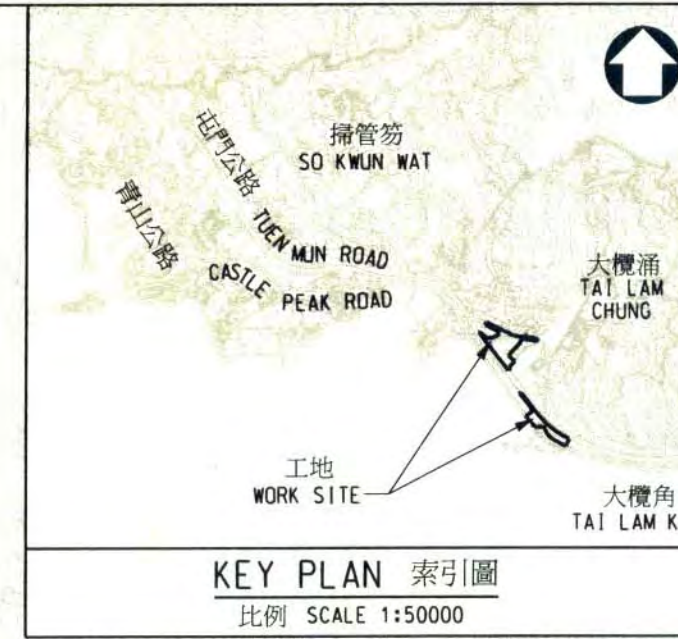 掃管笏
SO KWUN WAT
屯門公路
TUEN MUN ROAD
青山公路
CASTLE PEAK ROAD
大欖涌
TAI LAM
CHUNG
工地
WORK SITE
大欖角
TAI LAM K
KEY PLAN 索引圖
比例 SCALE 1:50000